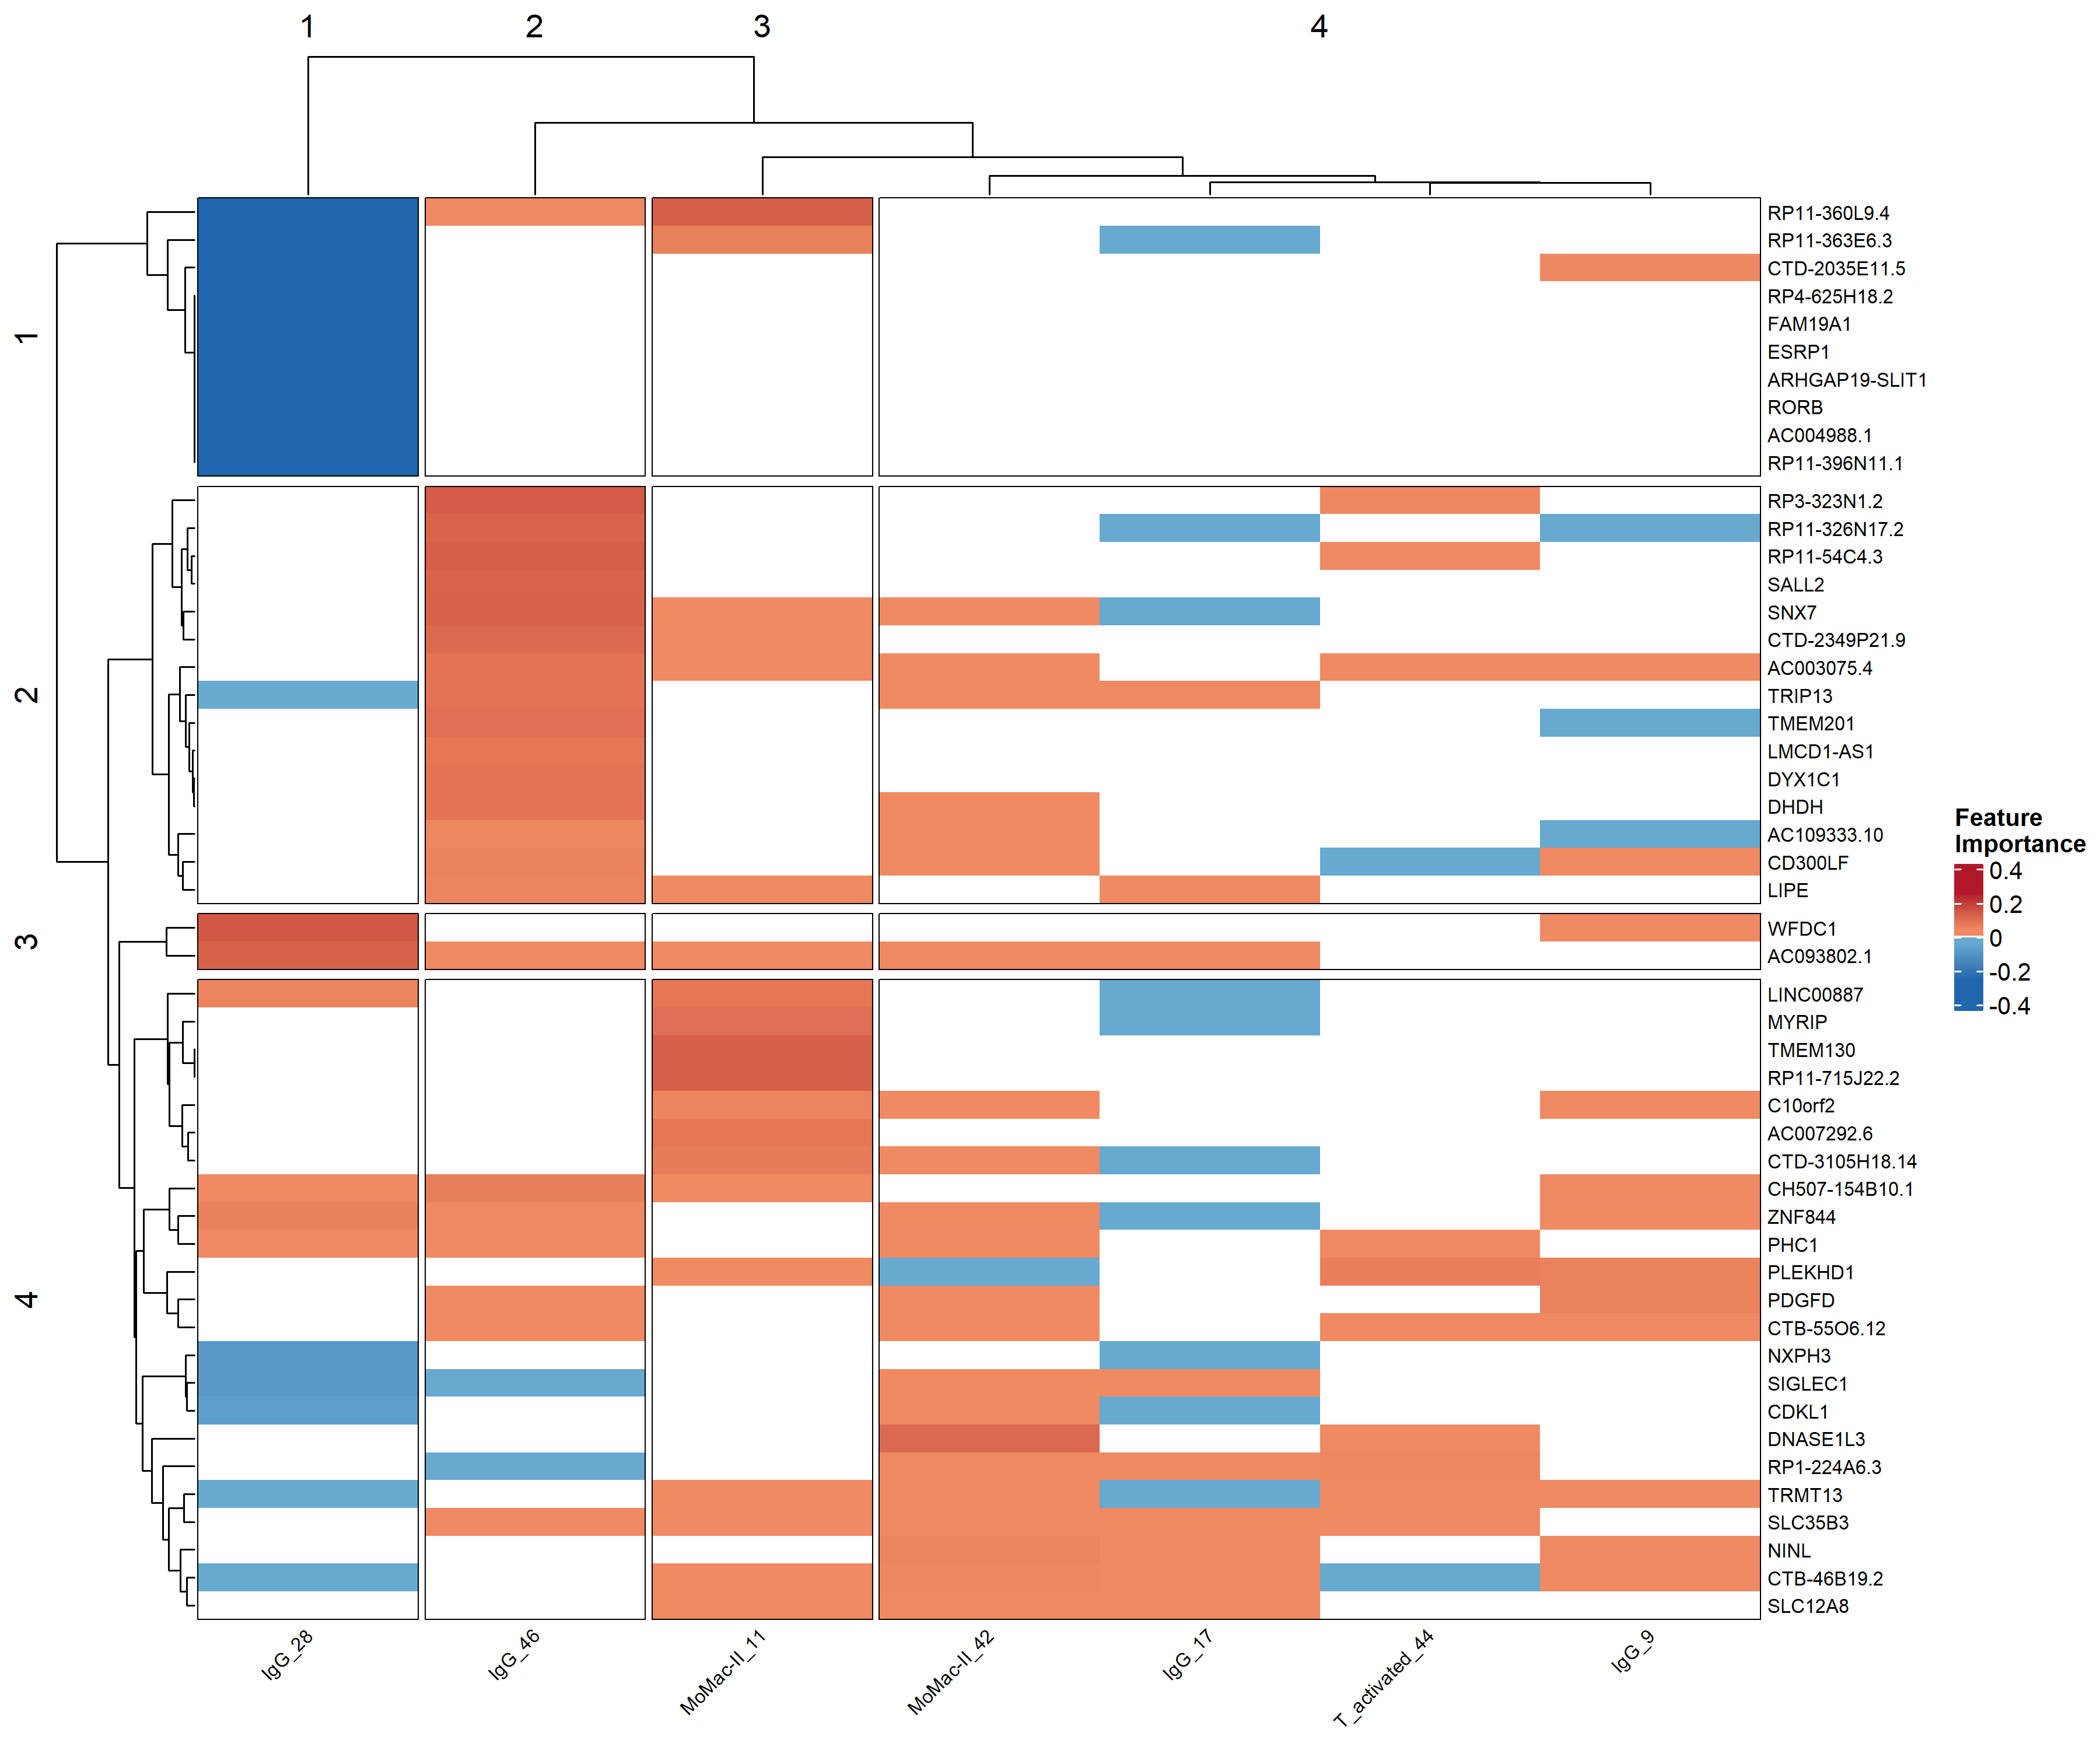 1
2
3
4
1
2
3
4
RP11-360L9.4
RP11-363E6.3
CTD-2035E11.5
RP4-625H18.2
FAM19A1
ESRP1
ARHGAP19-SLIT1
RORB
AC004988.1
RP11-396N11.1
RP3-323N1.2
RP11-326N17.2
RP11-54C4.3
SALL2
SNX7
CTD-2349P21.9
AC003075.4
TRIP13
TMEM201
LMCD1-AS1
DYX1C1
DHDH
AC109333.10
CD300LF
LIPE
WFDC1
AC093802.1
LINC00887
MYRIP
TMEM130
RP11-715J22.2
C10orf2
AC007292.6
CTD-3105H18.14
CH507-154B10.1
ZNF844
PHC1
PLEKHD1
PDGFD
CTB-55O6.12
NXPH3
SIGLEC1
CDKL1
DNASE1L3
RP1-224A6.3
TRMT13
SLC35B3
NINL
CTB-46B19.2
SLC12A8
Feature
Importance
0.4
0.2
0
-0.2
-0.4
IgG_28
IgG_46
MoMac-II_11
MoMac-II_42
IgG_17
T_activated_44
IgG_9